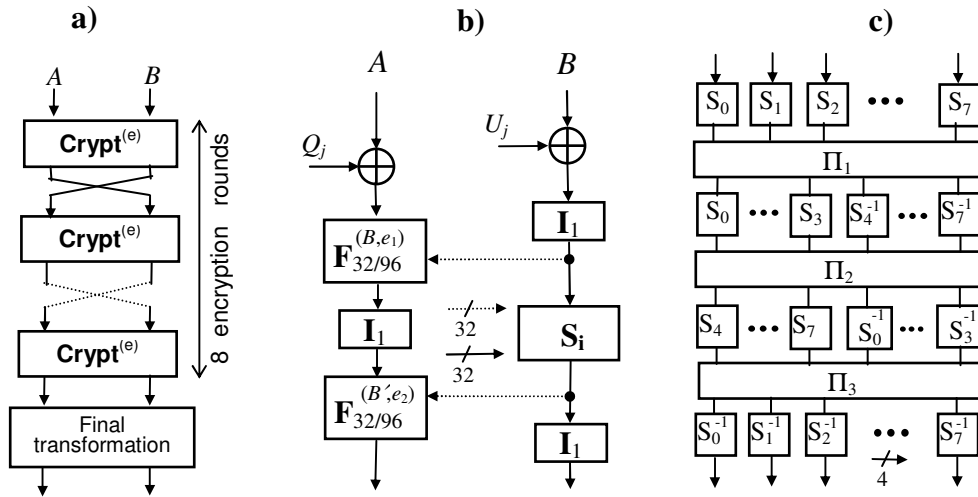 a)
A B
Crypt(e)
Crypt(e)
Crypt(e)
Final
transformation
8 encryption rounds
b)
A B
Qj Uj
I1
F32/96(B,e1)
I1
32
32
Si
F32/96(B′,e2)
I1
c)
S0 S1 S2 ••• S7
Π1
S0 ••• S3 S4-1 ••• S7-1
Π2
S4 ••• S7 S0-1 ••• S3-1
Π3
S0-1 S1-1 S2-1 ••• S7-1
4